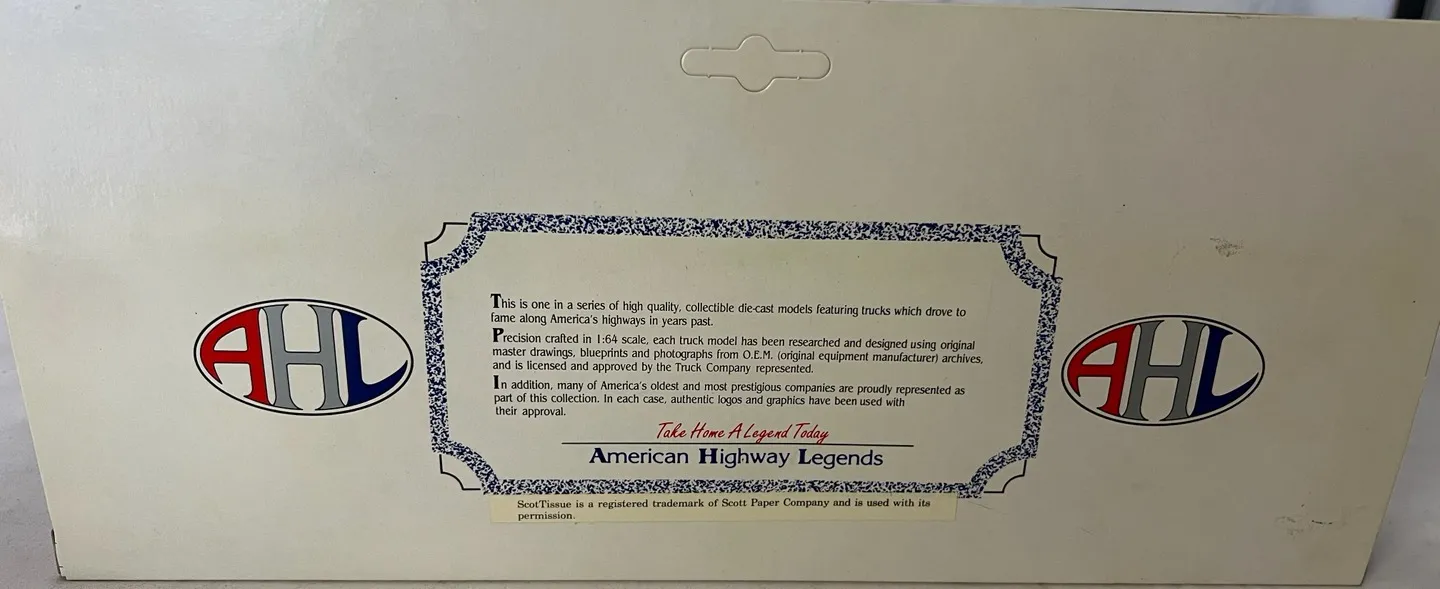 AHL
This is one in a series of high quality, collectible die-cast models featuring trucks which drove to
fame along America's highways in years past.
Precision crafted in 1:64 scale, each truck model has been researched and designed using original
master drawings, blueprints and photographs from O.E.M. (original equipment manufacturer) archives,
and is licensed and approved by the Truck Company represented.
In addition, many of America's oldest and most prestigious companies are proudly represented as
part of this collection. In each case, authentic logos and graphics have been used with
their approval.
Take Home A Legend Today
American Highway Legends
ScotTissue is a registered trademark of Scott Paper Company and is used with its
permission.
AHL